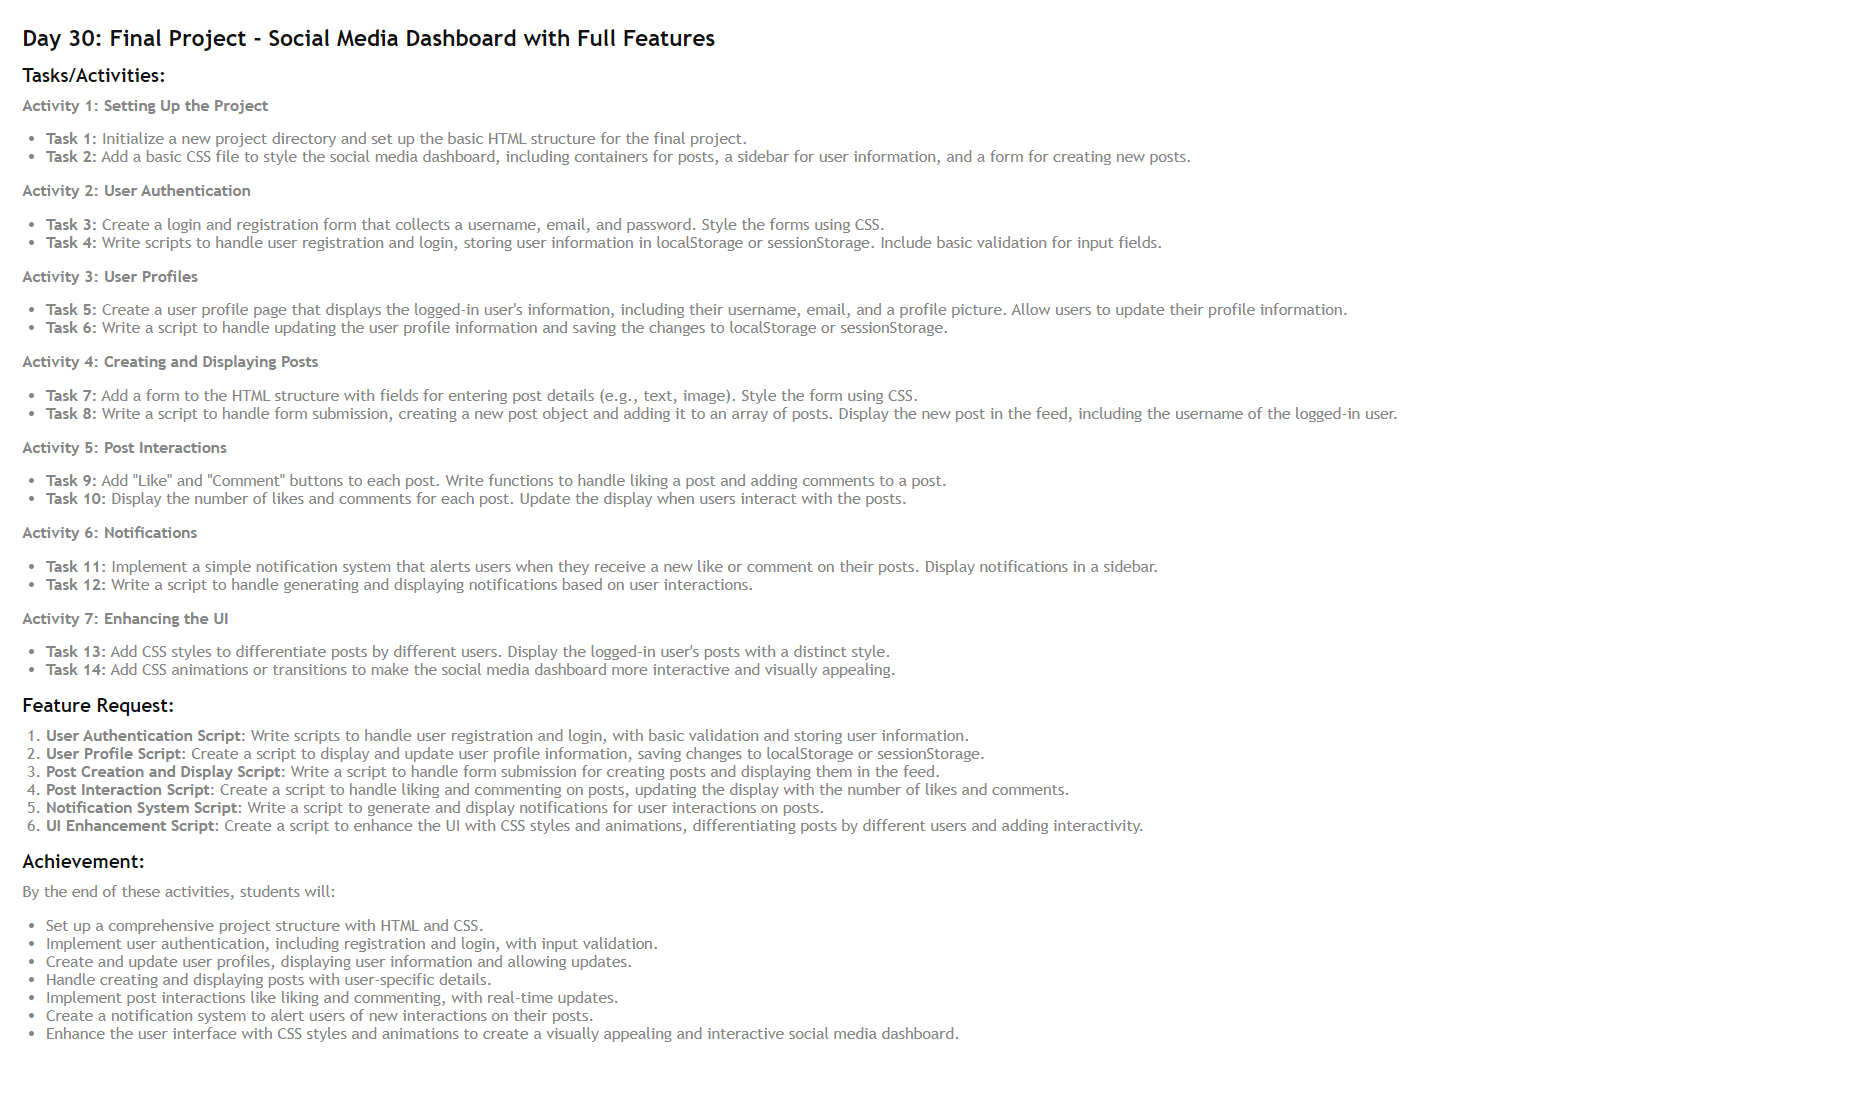 Day 30: Final Project - Social Media Dashboard with Full Features
Tasks/Activities:
Activity 1: Setting Up the Project
• Task 1: Initialize a new project directory and set up the basic HTML structure for the final project.
• Task 2: Add a basic CSS file to style the social media dashboard, including containers for posts, a sidebar for user information, and a form for creating new posts.
Activity 2: User Authentication
• Task 3: Create a login and registration form that collects a username, email, and password. Style the forms using CSS.
• Task 4: Write scripts to handle user registration and login, storing user information in localStorage or sessionStorage. Include basic validation for input fields.
Activity 3: User Profiles
• Task 5: Create a user profile page that displays the logged-in user's information, including their username, email, and a profile picture. Allow users to update their profile information.
• Task 6: Write a script to handle updating the user profile information and saving the changes to localStorage or sessionStorage.
Activity 4: Creating and Displaying Posts
• Task 7: Add a form to the HTML structure with fields for entering post details (e.g., text, image). Style the form using CSS.
• Task 8: Write a script to handle form submission, creating a new post object and adding it to an array of posts. Display the new post in the feed, including the username of the logged-in user.
Activity 5: Post Interactions
• Task 9: Add "Like" and "Comment" buttons to each post. Write functions to handle liking a post and adding comments to a post.
• Task 10: Display the number of likes and comments for each post. Update the display when users interact with the posts.
Activity 6: Notifications
• Task 11: Implement a simple notification system that alerts users when they receive a new like or comment on their posts. Display notifications in a sidebar.
• Task 12: Write a script to handle generating and displaying notifications based on user interactions.
Activity 7: Enhancing the UI
• Task 13: Add CSS styles to differentiate posts by different users. Display the logged-in user's posts with a distinct style.
• Task 14: Add CSS animations or transitions to make the social media dashboard more interactive and visually appealing.
Feature Request:
1. User Authentication Script: Write scripts to handle user registration and login, with basic validation and storing user information.
2. User Profile Script: Create a script to display and update user profile information, saving changes to localStorage or sessionStorage.
3. Post Creation and Display Script: Write a script to handle form submission for creating posts and displaying them in the feed.
4. Post Interaction Script: Create a script to handle liking and commenting on posts, updating the display with the number of likes and comments.
5. Notification System Script: Write a script to generate and display notifications for user interactions on posts.
6. UI Enhancement Script: Create a script to enhance the UI with CSS styles and animations, differentiating posts by different users and adding interactivity.
Achievement:
By the end of these activities, students will:
• Set up a comprehensive project structure with HTML and CSS.
• Implement user authentication, including registration and login, with input validation.
• Create and update user profiles, displaying user information and allowing updates.
• Handle creating and displaying posts with user-specific details.
• Implement post interactions like liking and commenting, with real-time updates.
• Create a notification system to alert users of new interactions on their posts.
• Enhance the user interface with CSS styles and animations to create a visually appealing and interactive social media dashboard.